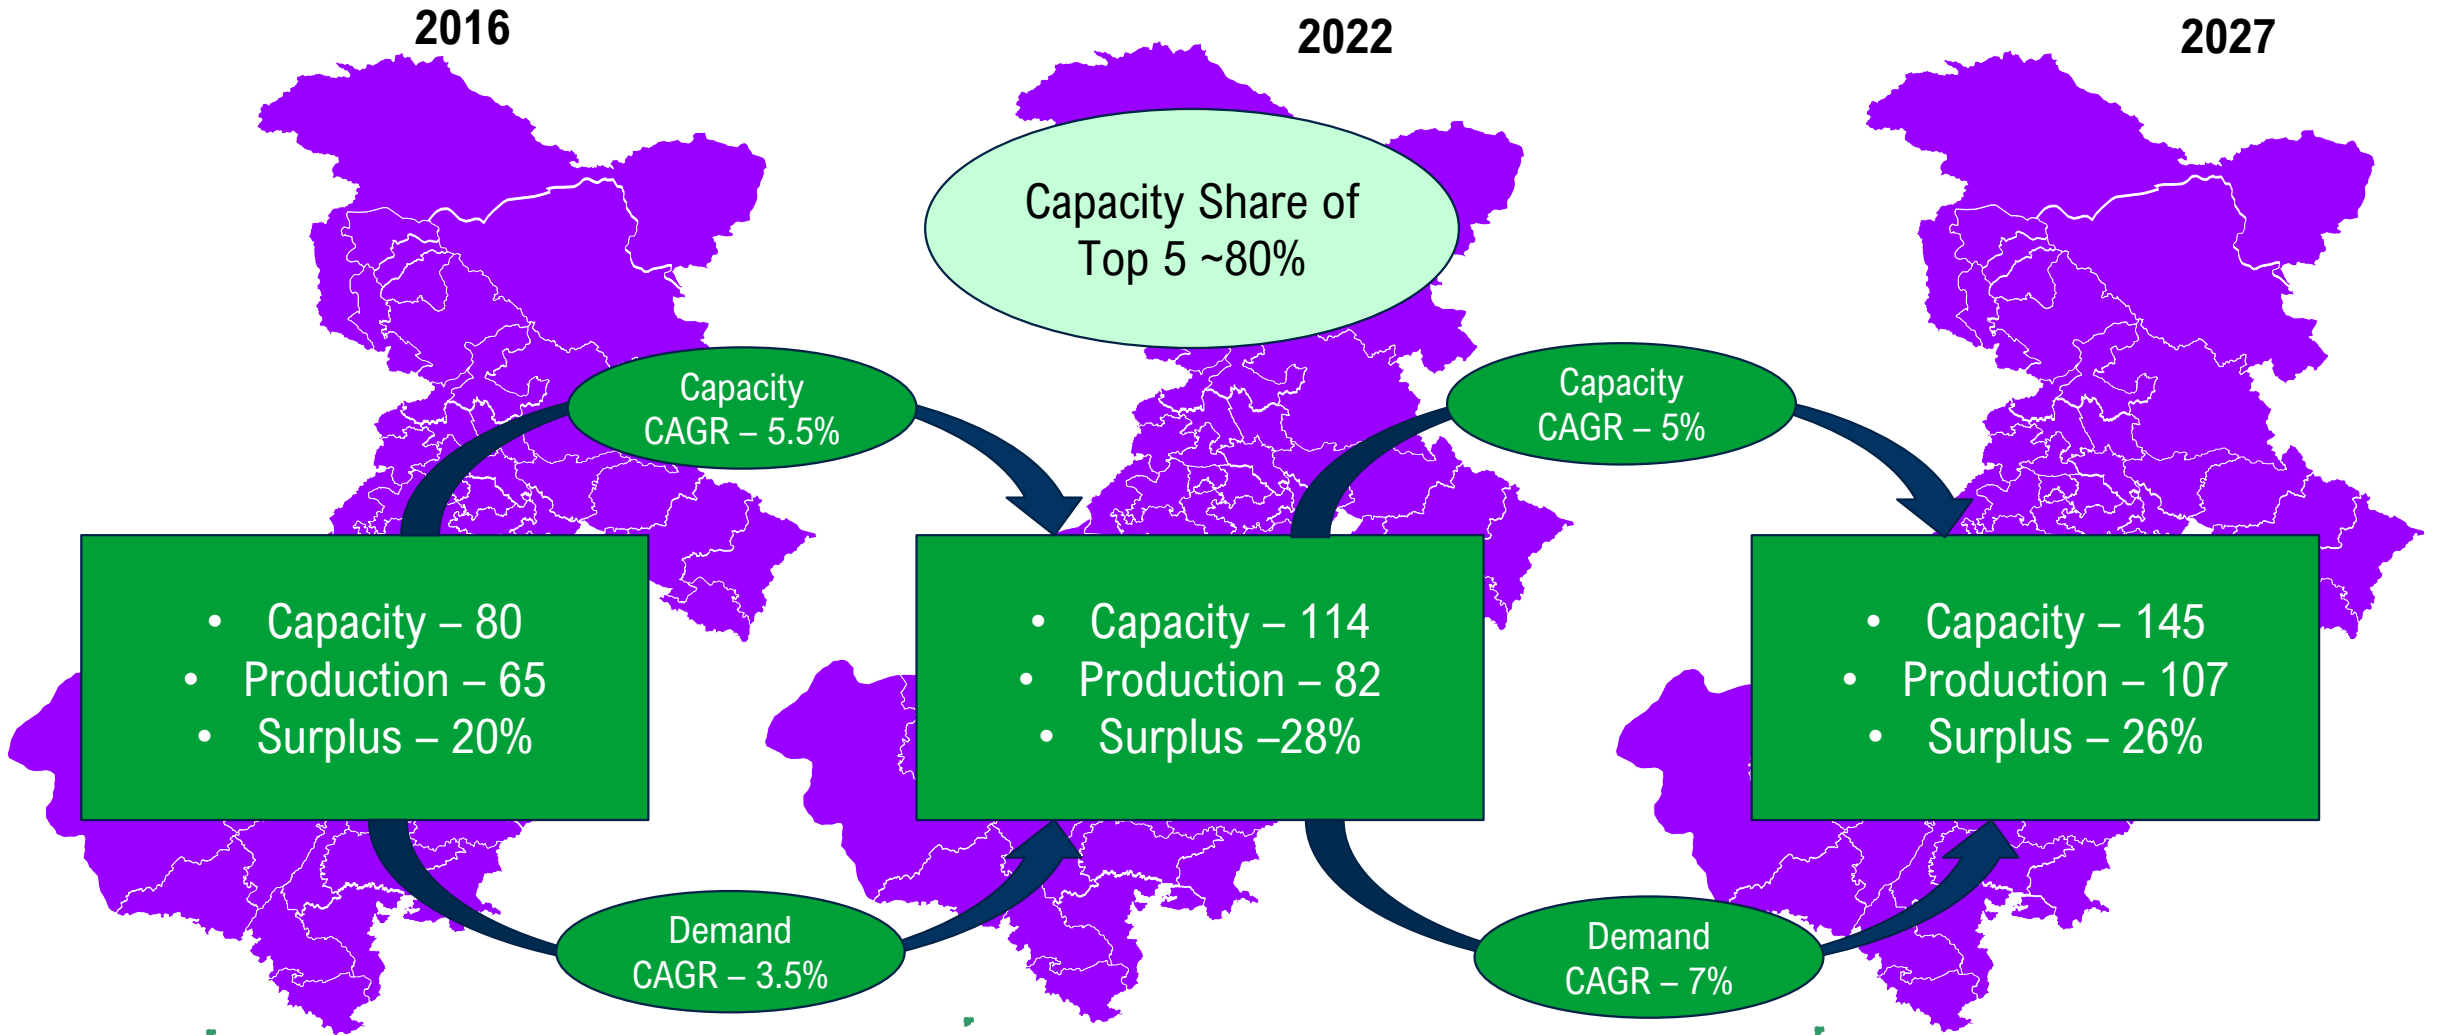 2016
2022
2027
Capacity Share of
Top 5 ~80%
Capacity
CAGR – 5.5%
Capacity
CAGR – 5%
• Capacity – 80
• Production – 65
• Surplus – 20%
• Capacity – 114
• Production – 82
• Surplus –28%
• Capacity – 145
• Production – 107
• Surplus – 26%
Demand
CAGR – 3.5%
Demand
CAGR – 7%